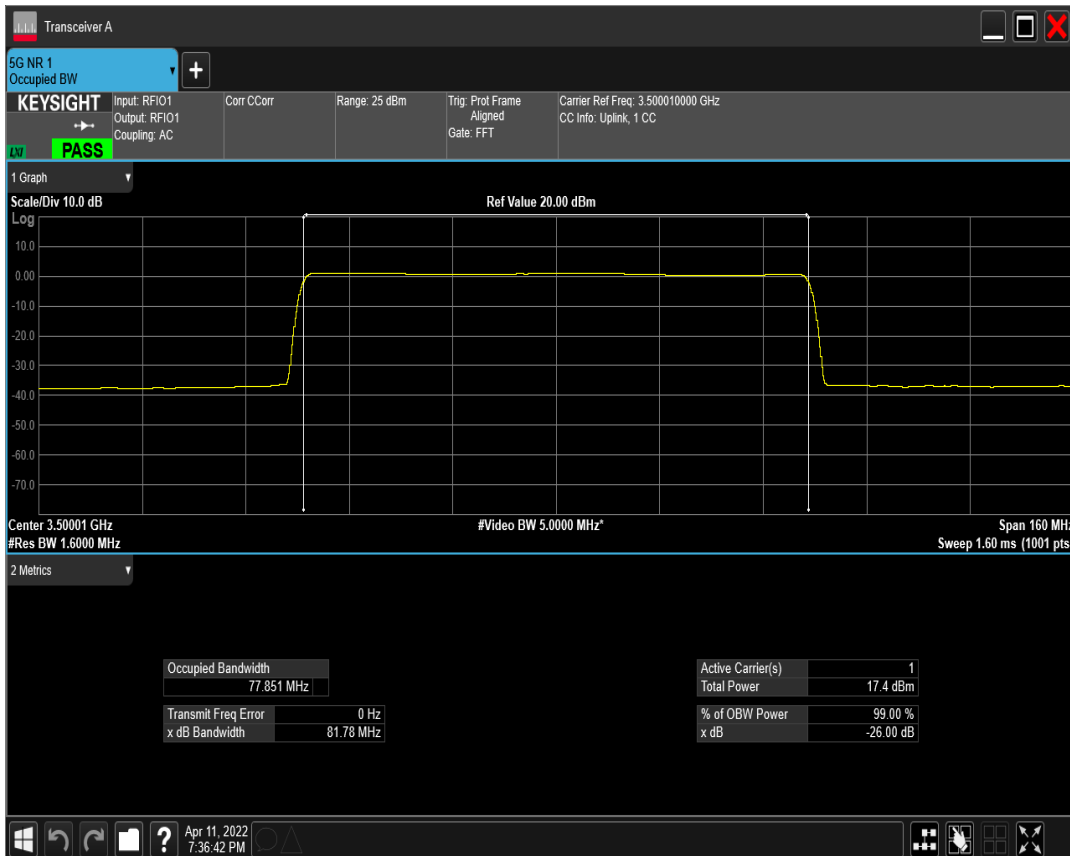 Transceiver A
5G NR 1
Occupied BW
+
KEYSIGHT
LXI
PASS
Input: RFIO1
Output: RFIO1
Coupling: AC
Corr CCorr
Range: 25 dBm
Trig: Prot Frame
Aligned
Gate: FFT
Carrier Ref Freq: 3.500010000 GHz
CC Info: Uplink, 1 CC
1 Graph
Scale/Div 10.0 dB
Ref Value 20.00 dBm
Log
10.0
0.00
-10.0
-20.0
-30.0
-40.0
-50.0
-60.0
-70.0
Center 3.50001 GHz
#Video BW 5.0000 MHz*
Span 160 MHz
#Res BW 1.6000 MHz
Sweep 1.60 ms (1001 pts
2 Metrics
Occupied Bandwidth
77.851 MHz
Transmit Freq Error 0 Hz
x dB Bandwidth 81.78 MHz
Active Carrier(s) 1
Total Power 17.4 dBm
% of OBW Power 99.00 %
x dB -26.00 dB
?
Apr 11, 2022
7:36:42 PM